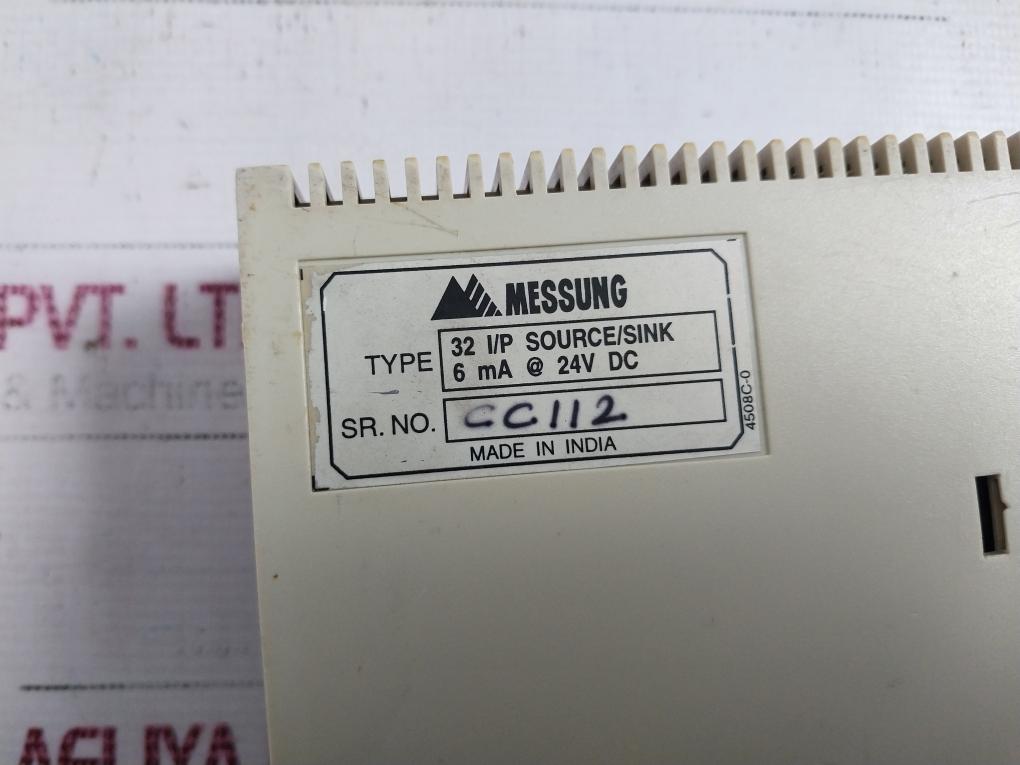 PVT. LT
& Machine
MESSUNG
TYPE 32 I/P SOURCE/SINK
6 mA @ 24V DC
SR. NO. CC112
MADE IN INDIA
4508C-0